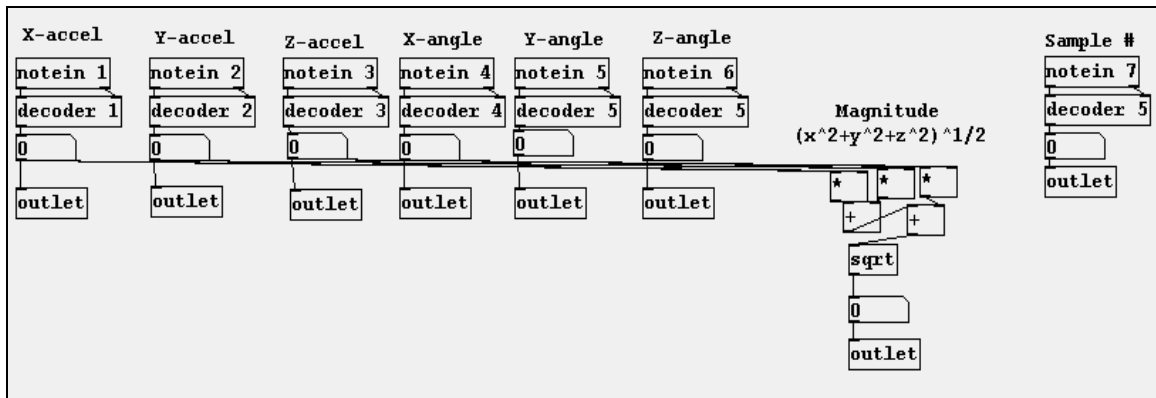 X-accel Y-accel Z-accel X-angle Y-angle Z-angle Sample #
notein 1 notein 2 notein 3 notein 4 notein 5 notein 6 notein 7
decoder 1 decoder 2 decoder 3 decoder 4 decoder 5 decoder 5 decoder 5
Magnitude
(x^2+y^2+z^2)^1/2
0 0 0 0 0 0 0
* * *
outlet outlet outlet outlet outlet outlet outlet
+ +
sqrt
0
outlet